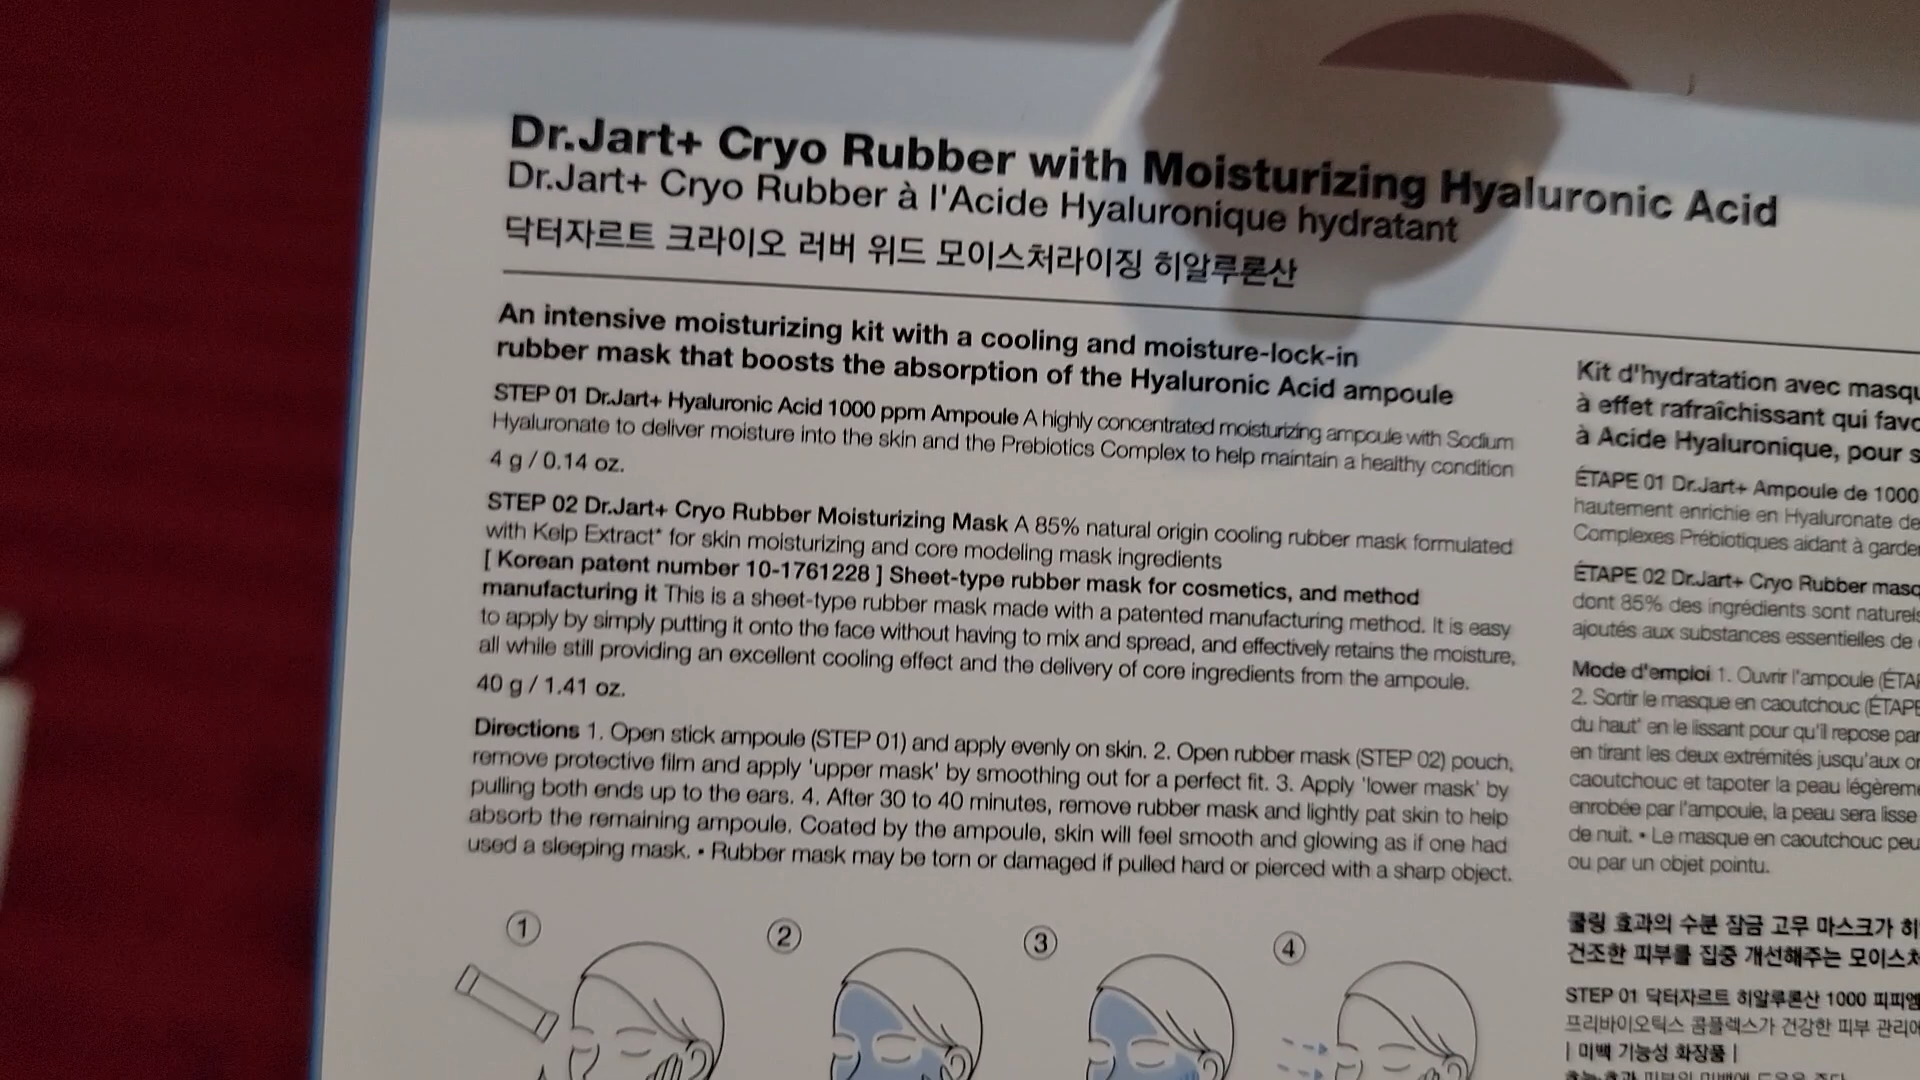 Dr.Jart+ Cryo Rubber with Moisturizing Hyaluronic Acid
Dr.Jart+ Cryo Rubber à l'Acide Hyaluronique hydratant
닥터자르트 크라이오 러버 위드 모이스처라이징 히알루론산
An intensive moisturizing kit with a cooling and moisture-lock-in
rubber mask that boosts the absorption of the Hyaluronic Acid ampoule
STEP 01 Dr.Jart+ Hyaluronic Acid 1000 ppm Ampoule A highly concentrated moisturizing ampoule with Sodium
Hyaluronate to deliver moisture into the skin and the Prebiotics Complex to help maintain a healthy condition
4 g / 0.14 oz.
STEP 02 Dr.Jart+ Cryo Rubber Moisturizing Mask A 85% natural origin cooling rubber mask formulated
with Kelp Extract* for skin moisturizing and core modeling mask ingredients
[ Korean patent number 10-1761228 ] Sheet-type rubber mask for cosmetics, and method
manufacturing it This is a sheet-type rubber mask made with a patented manufacturing method. It is easy
to apply by simply putting it onto the face without having to mix and spread, and effectively retains the moisture,
all while still providing an excellent cooling effect and the delivery of core ingredients from the ampoule.
40 g / 1.41 oz.
Directions 1. Open stick ampoule (STEP 01) and apply evenly on skin. 2. Open rubber mask (STEP 02) pouch,
remove protective film and apply 'upper mask' by smoothing out for a perfect fit. 3. Apply 'lower mask' by
pulling both ends up to the ears. 4. After 30 to 40 minutes, remove rubber mask and lightly pat skin to help
absorb the remaining ampoule. Coated by the ampoule, skin will feel smooth and glowing as if one had
used a sleeping mask. • Rubber mask may be torn or damaged if pulled hard or pierced with a sharp object.
1 2 3 4
Kit d'hydratation avec
à effet rafraîchissant qui
à Acide Hyaluronique, pour
ÉTAPE 01 Dr.Jart+ Ampoule de 1000
hautement enrichie en Hyaluronate de
Complexes Prébiotiques aidant à
ÉTAPE 02 Dr.Jart+ Cryo Rubber
dont 85% des ingrédients sont
ajoutés aux substances essentielles de
Mode d'emploi 1. Ouvrir l'ampoule
2. Sortir le masque en caoutchouc
du haut' en le lissant pour qu'il repose
en tirant les deux extrémités jusqu'aux
caoutchouc et tapoter la peau
enrobée par l'ampoule, la peau sera lisse
de nuit. • Le masque en caoutchouc
ou par un objet pointu.
쿨링 효과의 수분 잠금 고무 마스크가
건조한 피부를 집중 개선해주는
STEP 01 닥터자르트 히알루론산 1000
프리바이오틱스 콤플렉스가 건강한 피부
| 미백 기능성 화장품 |